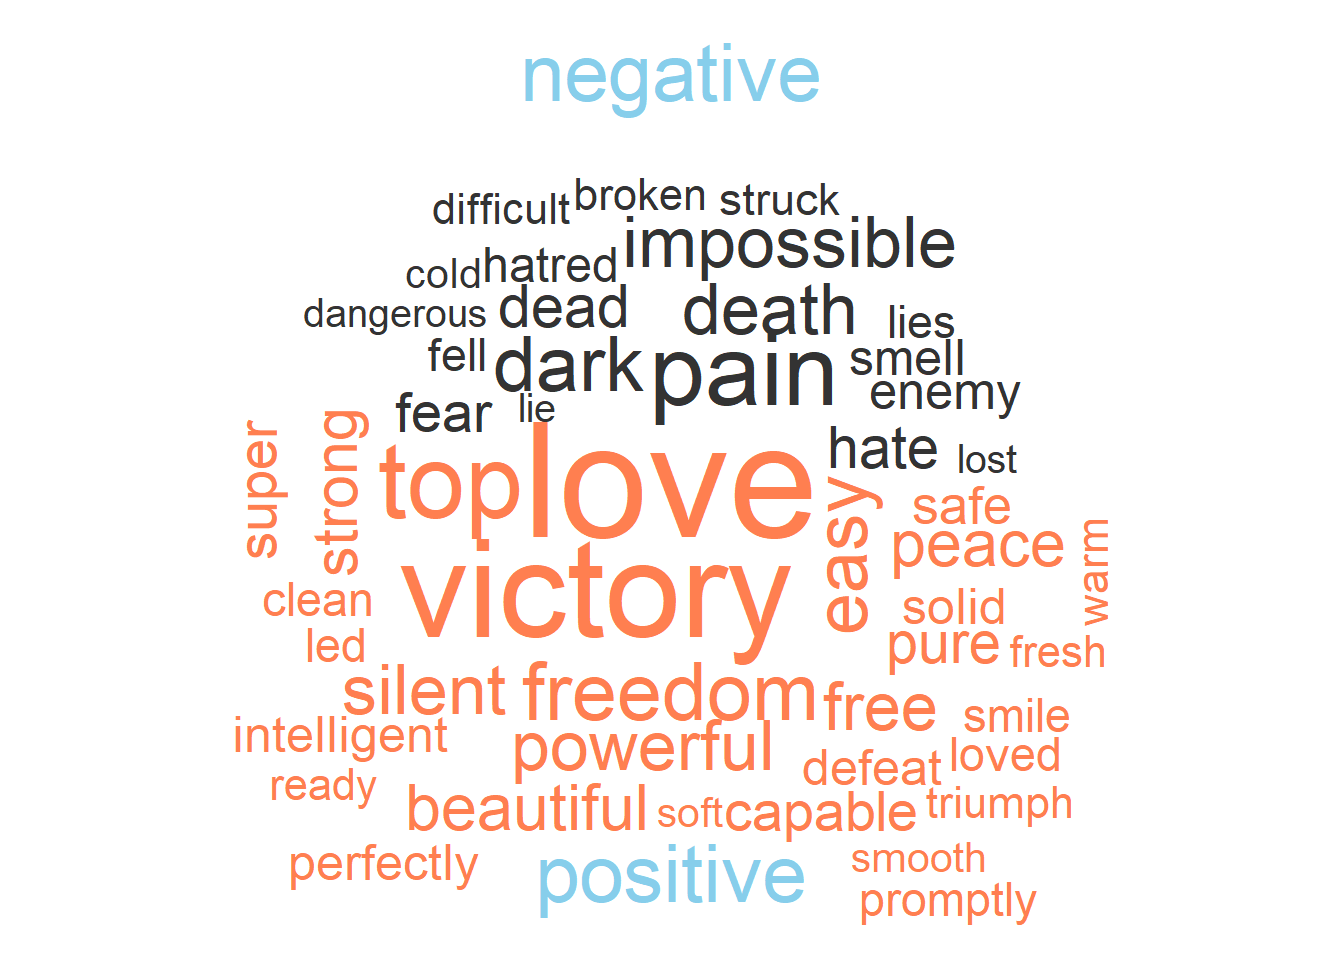 negative
difficult broken struck
impossible
cold hatred
dangerous dead death lies
fell dark pain smell
enemy
fear lie
super strong top love hate lost
easy safe
peace warm
victory
clean solid
led pure fresh
silent freedom free smile
intelligent powerful defeat loved
ready beautiful soft capable triumph
perfectly positive smooth
promptly